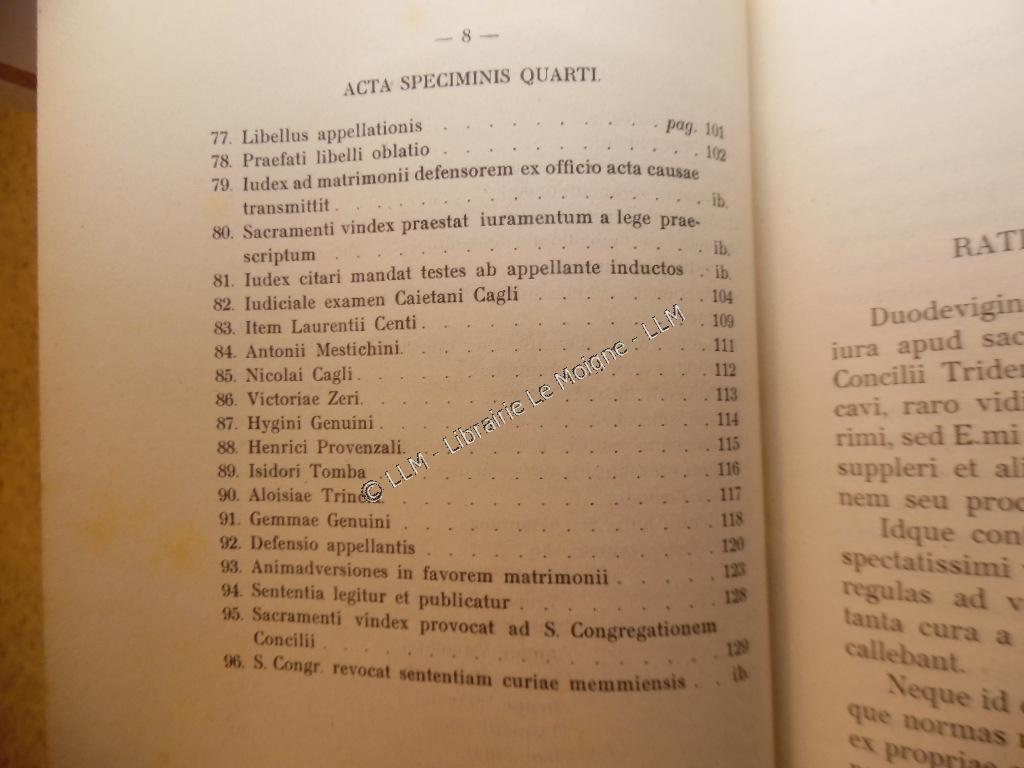 — 8 —
ACTA SPECIMINIS QUARTI.
77. Libellus appellationis . . . . . . . . . . pag. 101
78. Praefati libelli oblatio . . . . . . . . . . . . 102
79. Iudex ad matrimonii defensorem ex officio acta causae
transmittit . . . . . . . . . . . . . . . . ib.
80. Sacramenti vindex praestat iuramentum a lege prae-
scriptum . . . . . . . . . . . . . . . . ib.
81. Iudex citari mandat testes ab appellante inductos . ib.
82. Iudiciale examen Caietani Cagli . . . . . . . . 104
83. Item Laurentii Centi . . . . . . . . . . . . . 109
84. Antonii Mestichini. . . . . . . . . . . . . . 111
85. Nicolai Cagli . . . . . . . . . . . . . . . . 112
86. Victoriae Zeri. . . . . . . . . . . . . . . . 113
87. Hygini Genuini . . . . . . . . . . . . . . . 114
88. Henrici Provenzali. . . . . . . . . . . . . . 115
89. Isidori Tomba . . . . . . . . . . . . . . . 116
90. Aloisiae . . . . . . . . . . . . . . . 117
91. Gemmae Genuini . . . . . . . . . . . . . . 118
92. Defensio appellantis . . . . . . . . . . . . . 120
93. Animadversiones in favorem matrimonii . . . . . 123
94. Sententia legitur et publicatur . . . . . . . . . 128
95. Sacramenti vindex provocat ad S. Congregationem
Concilii . . . . . . . . . . . . . . . . . 129
96. S. Congr. revocat sententiam curiae memmiensis . . ib.
© LLM - Librairie Le Moigne - LLM
RATI
Duodevigin
iura apud sac
Concilii Triden
cavi, raro vidi
rimi, sed E.mi
suppleri et ali
nem seu proc
Idque con
spectatissimi
regulas ad v
tanta cura a
callebant.
Neque id
que normas
ex propriae